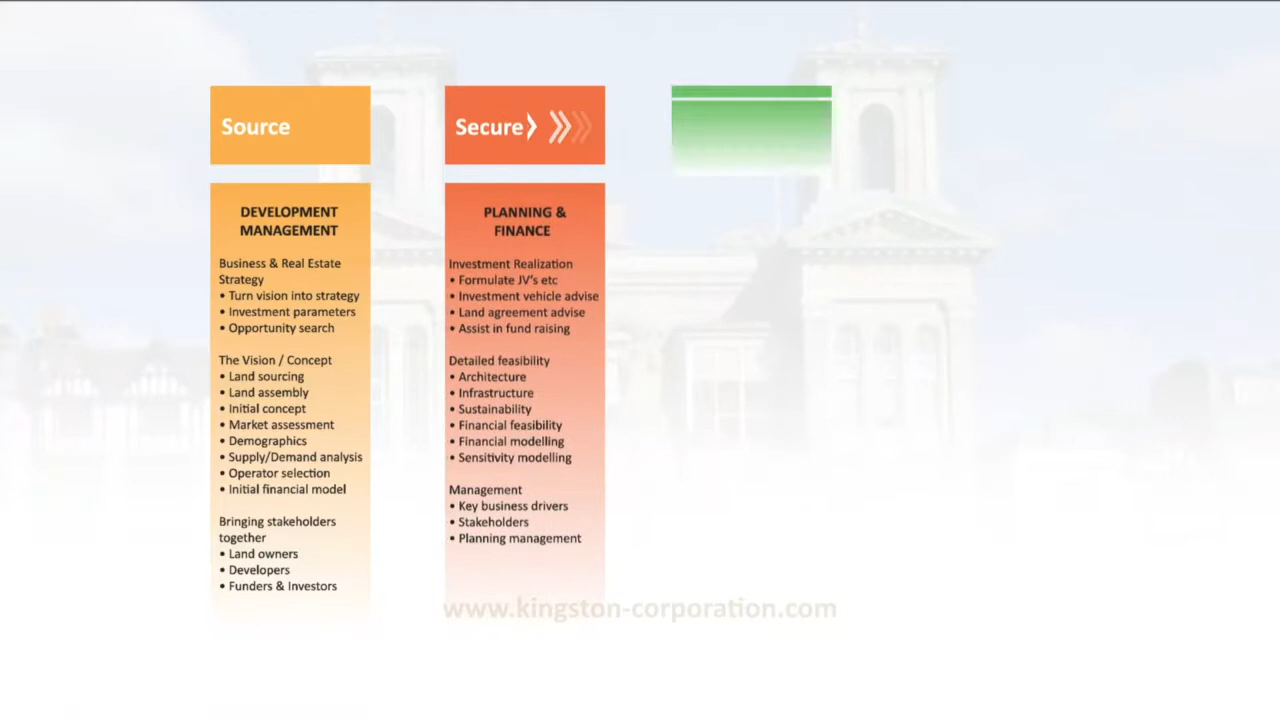 Source
Secure
DEVELOPMENT
MANAGEMENT
Business & Real Estate
Strategy
• Turn vision into strategy
• Investment parameters
• Opportunity search
The Vision / Concept
• Land sourcing
• Land assembly
• Initial concept
• Market assessment
• Demographics
• Supply/Demand analysis
• Operator selection
• Initial financial model
Bringing stakeholders
together
• Land owners
• Developers
• Funders & Investors
PLANNING &
FINANCE
Investment Realization
• Formulate JV's etc
• Investment vehicle advise
• Land agreement advise
• Assist in fund raising
Detailed feasibility
• Architecture
• Infrastructure
• Sustainability
• Financial feasibility
• Financial modelling
• Sensitivity modelling
Management
• Key business drivers
• Stakeholders
• Planning management
www.kingston-corporation.com